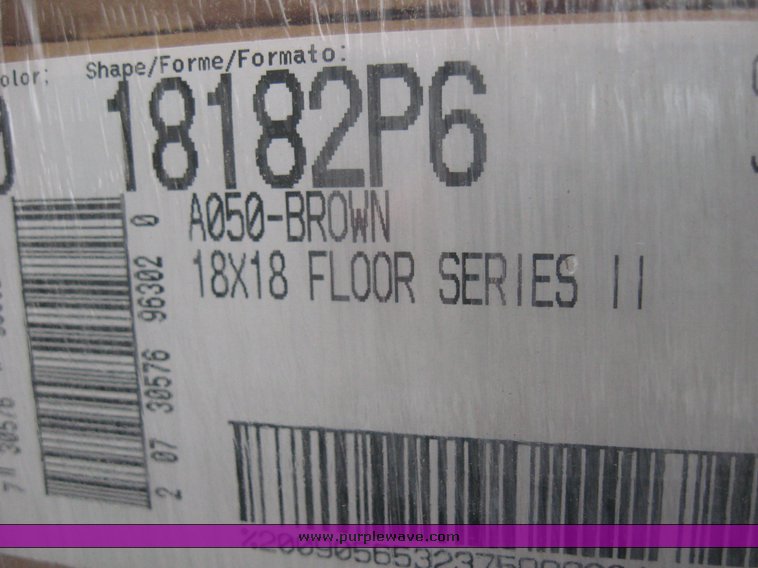 olor: Shape/Forme/Formato:
18182P6
A050-BROWN
18X18 FLOOR SERIES II
2 07 30576 96302 0
www.purplewave.com